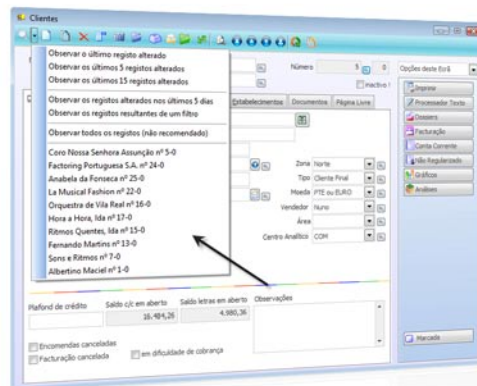 Clientes
Observar o último registo alterado
Observar os últimos 5 registos alterados
Observar os últimos 15 registos alterados
Observar os registos alterados nos últimos 5 dias
Observar os registos resultantes de um filtro
Observar todos os registos (não recomendado)
Coro Nossa Senhora Assunção nº 5-0
Factoring Portuguesa S.A. nº 24-0
Anabela da Fonseca nº 25-0
La Musical Fashion nº 22-0
Orquestra de Vila Real nº 16-0
Hora a Hora, lda nº 17-0
Ritmos Quentes, lda nº 15-0
Fernando Martins nº 13-0
Sons e Ritmos nº 7-0
Albertino Maciel nº 1-0
Número 5 0
inactivo !
Estabelecimentos Documentos Página Livre
Zona Norte
Tipo Cliente Final
Moeda PTE ou EURO
Vendedor Nuno
Área
Centro Analítico COM
Plafond de crédito Saldo c/c em aberto Saldo letras em aberto Observações
16.484,26 4.980,36
Encomendas canceladas
Facturação cancelada em dificuldade de cobrança
Opções deste Ecrã
Imprimir
Processador Texto
Dossiers
Facturação
Conta Corrente
Não Regularizado
Gráficos
Análises
Marcada